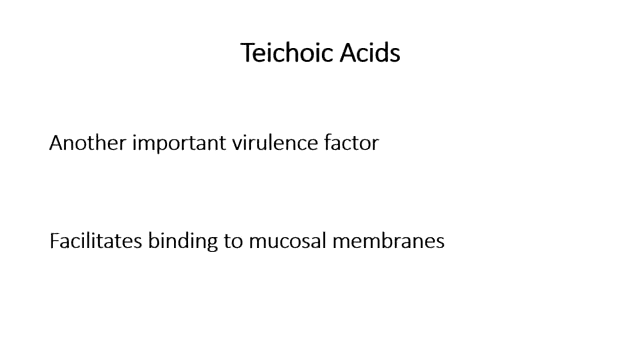 Teichoic Acids
Another important virulence factor
Facilitates binding to mucosal membranes